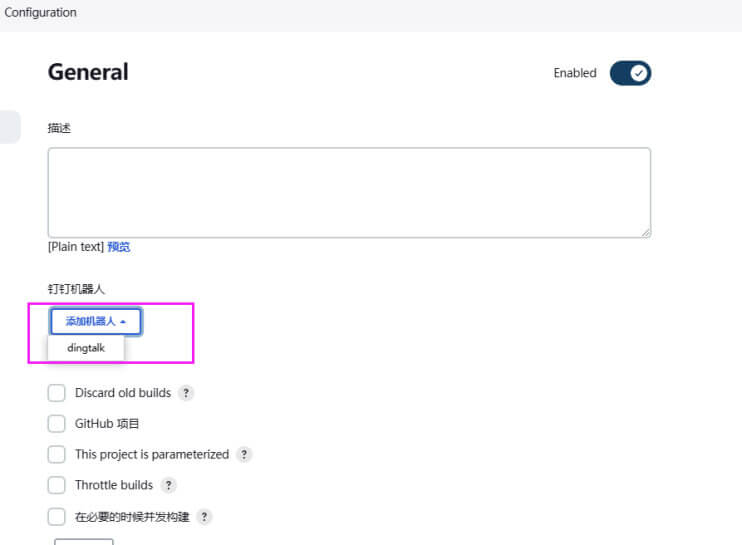 Configuration
General
Enabled
描述
[Plain text] 预览
钉钉机器人
添加机器人
dingtalk
Discard old builds ?
GitHub 项目
This project is parameterized ?
Throttle builds ?
在必要的时候并发构建 ?